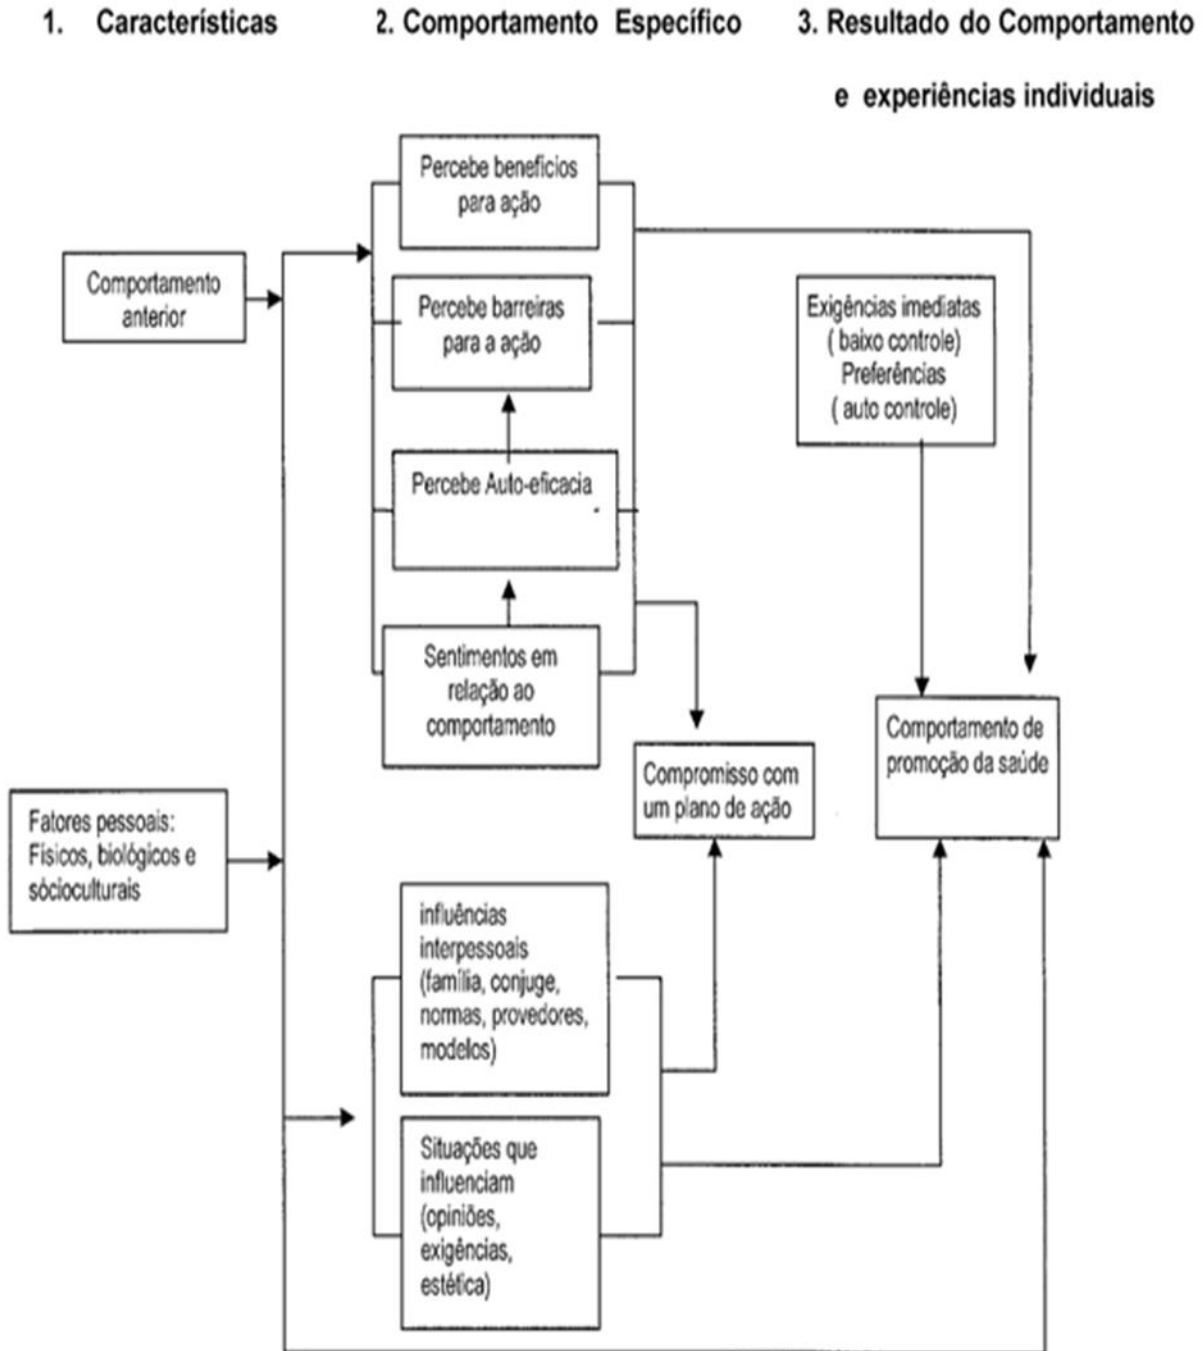 1. Características
2. Comportamento Específico
3. Resultado do Comportamento
e experiências individuais
Percebe benefícios
para ação
Comportamento
anterior
Percebe barreiras
para a ação
Exigências imediatas
( baixo controle)
Preferências
( auto controle)
Percebe Auto-eficacia
Sentimentos em
relação ao
comportamento
Compromisso com
um plano de ação
Comportamento de
promoção da saúde
Fatores pessoais:
Físicos, biológicos e
sócioculturais
influências
interpessoais
(família, conjuge,
normas, provedores,
modelos)
Situações que
influenciam
(opiniões,
exigências,
estética)